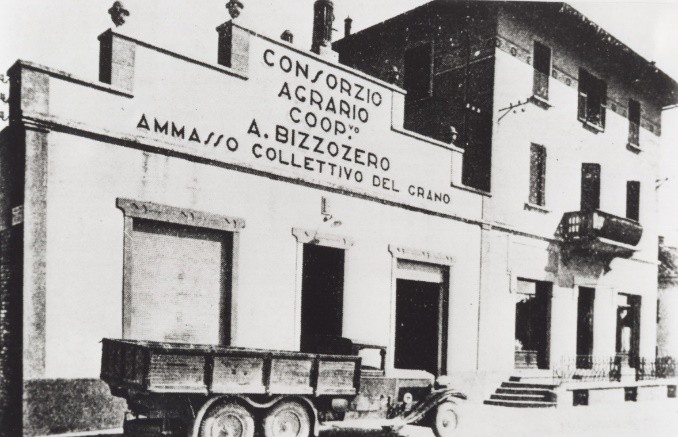 CONSORZIO
AGRARIO
COOP.VO
A. BIZZOZERO
AMMASSO COLLETTIVO DEL GRANO